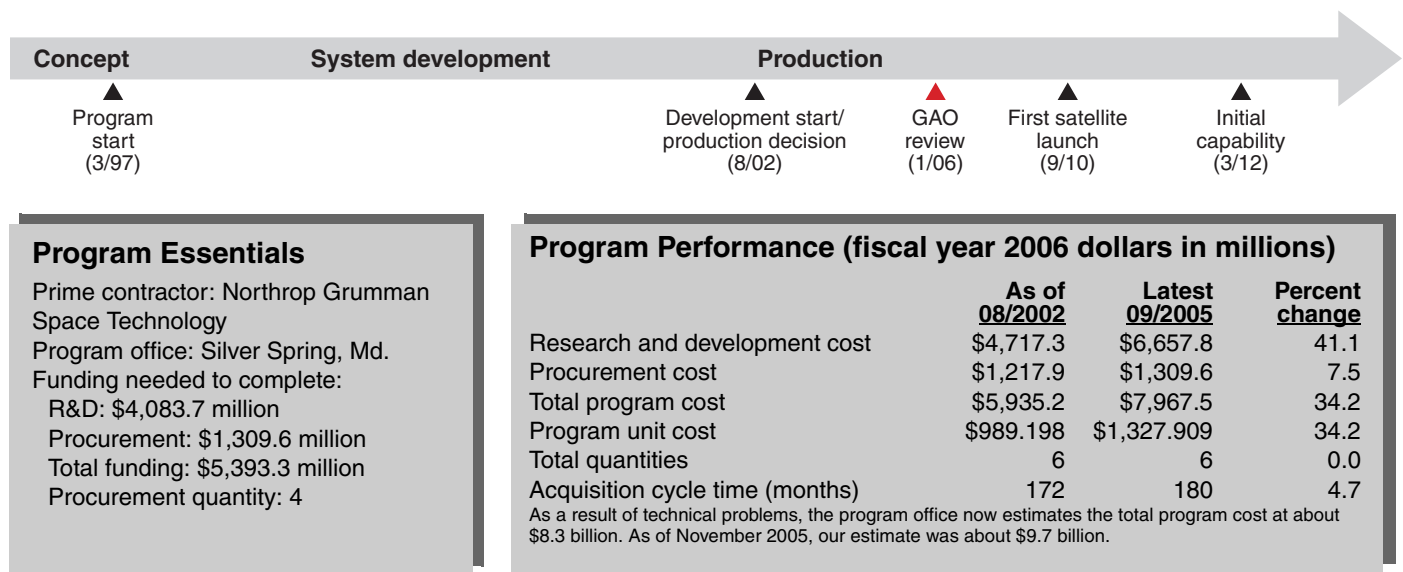 Concept System development Production
Program
start
(3/97)
Development start/
production decision
(8/02)
GAO
review
(1/06)
First satellite
launch
(9/10)
Initial
capability
(3/12)
Program Essentials
Prime contractor: Northrop Grumman
Space Technology
Program office: Silver Spring, Md.
Funding needed to complete:
R&D: $4,083.7 million
Procurement: $1,309.6 million
Total funding: $5,393.3 million
Procurement quantity: 4
Program Performance (fiscal year 2006 dollars in millions)
As of Latest Percent
08/2002 09/2005 change
Research and development cost $4,717.3 $6,657.8 41.1
Procurement cost $1,217.9 $1,309.6 7.5
Total program cost $5,935.2 $7,967.5 34.2
Program unit cost $989.198 $1,327.909 34.2
Total quantities 6 6 0.0
Acquisition cycle time (months) 172 180 4.7
As a result of technical problems, the program office now estimates the total program cost at about
$8.3 billion. As of November 2005, our estimate was about $9.7 billion.